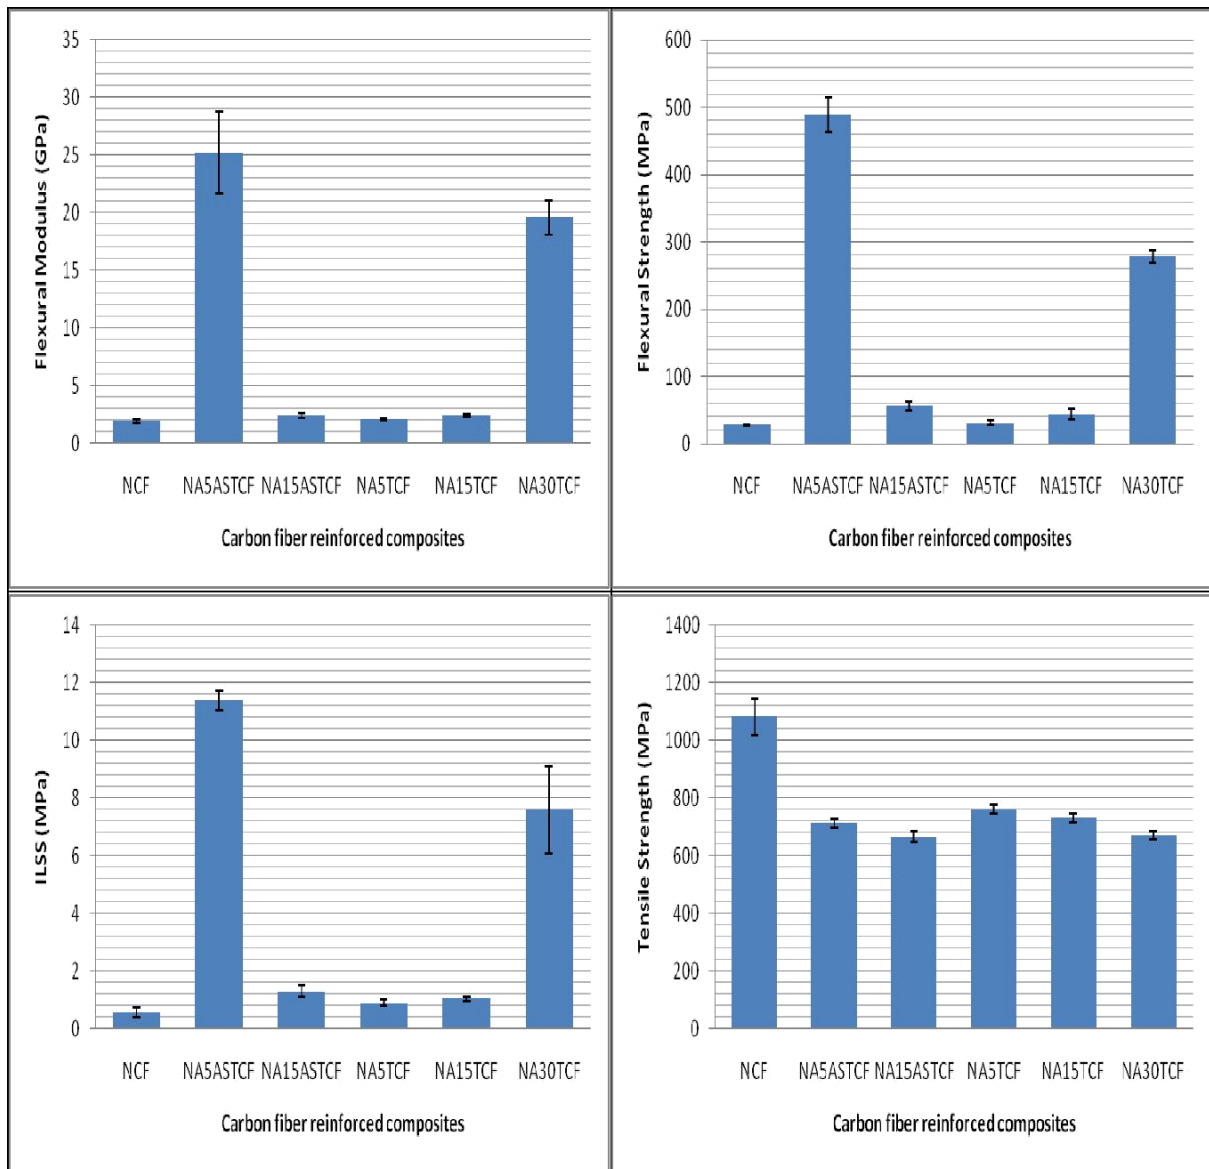 Flexural Modulus (GPa)
35
30
25
20
15
10
5
0
NCF NA5ASTCF NA15ASTCF NA5TCF NA15TCF NA30TCF
Carbon fiber reinforced composites
Flexural Strength (MPa)
600
500
400
300
200
100
0
NCF NA5ASTCF NA15ASTCF NA5TCF NA15TCF NA30TCF
Carbon fiber reinforced composites
ILSS (MPa)
14
12
10
8
6
4
2
0
NCF NA5ASTCF NA15ASTCF NA5TCF NA15TCF NA30TCF
Carbon fiber reinforced composites
Tensile Strength (MPa)
1400
1200
1000
800
600
400
200
0
NCF NA5ASTCF NA15ASTCF NA5TCF NA15TCF NA30TCF
Carbon fiber reinforced composites